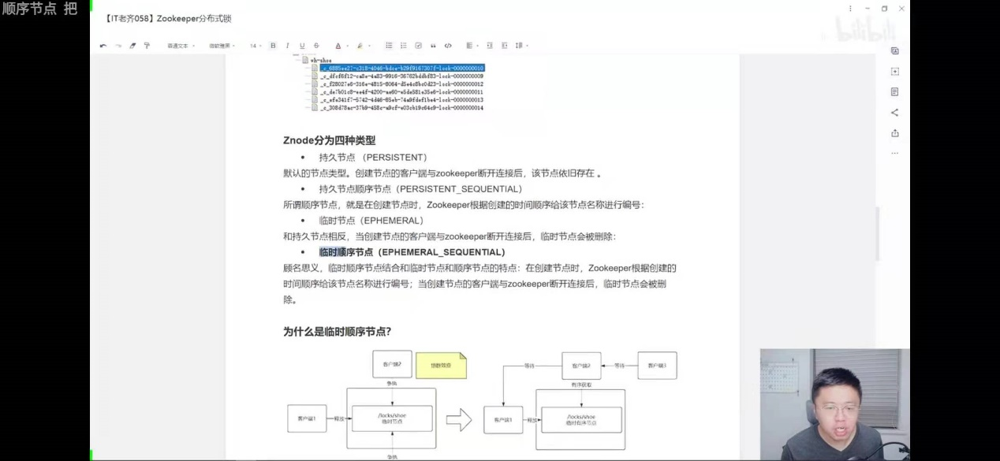 顺序节点 把
【IT老齐058】Zookeeper分布式锁
bilibili
普通文本
微软雅黑
14
wh-shoe
_c_6885ee27-c318-4046-bdce-b29f9167307f-lock-0000000010
_c_dfcf6f12-ca8e-4a83-9916-36762bddbf83-lock-0000000009
_c_f28027e6-316e-4815-8064-d5e4c8bc0d23-lock-0000000012
_c_de7b01c8-ee4f-4200-aa60-e5de581e35e6-lock-0000000011
_c_efe341f7-5742-4d46-85eb-74a9fdef1be4-lock-0000000013
_c_308d78ac-37b9-458c-a9cf-e03cb19c64c9-lock-0000000014
Znode分为四种类型
• 持久节点 （PERSISTENT）
默认的节点类型。创建节点的客户端与zookeeper断开连接后，该节点依旧存在 。
• 持久节点顺序节点（PERSISTENT_SEQUENTIAL）
所谓顺序节点，就是在创建节点时，Zookeeper根据创建的时间顺序给该节点名称进行编号：
• 临时节点（EPHEMERAL）
和持久节点相反，当创建节点的客户端与zookeeper断开连接后，临时节点会被删除：
• 临时顺序节点（EPHEMERAL_SEQUENTIAL）
顾名思义，临时顺序节点结合和临时节点和顺序节点的特点：在创建节点时，Zookeeper根据创建的
时间顺序给该节点名称进行编号；当创建节点的客户端与zookeeper断开连接后，临时节点会被删
除。
为什么是临时顺序节点？
客户端2
惊群效应
争抢
客户端1
释放
/locks/shoe
临时节点
争抢
等待
客户端2
等待
客户端3
有序获取
客户端1
释放
/locks/shoe
临时有序节点